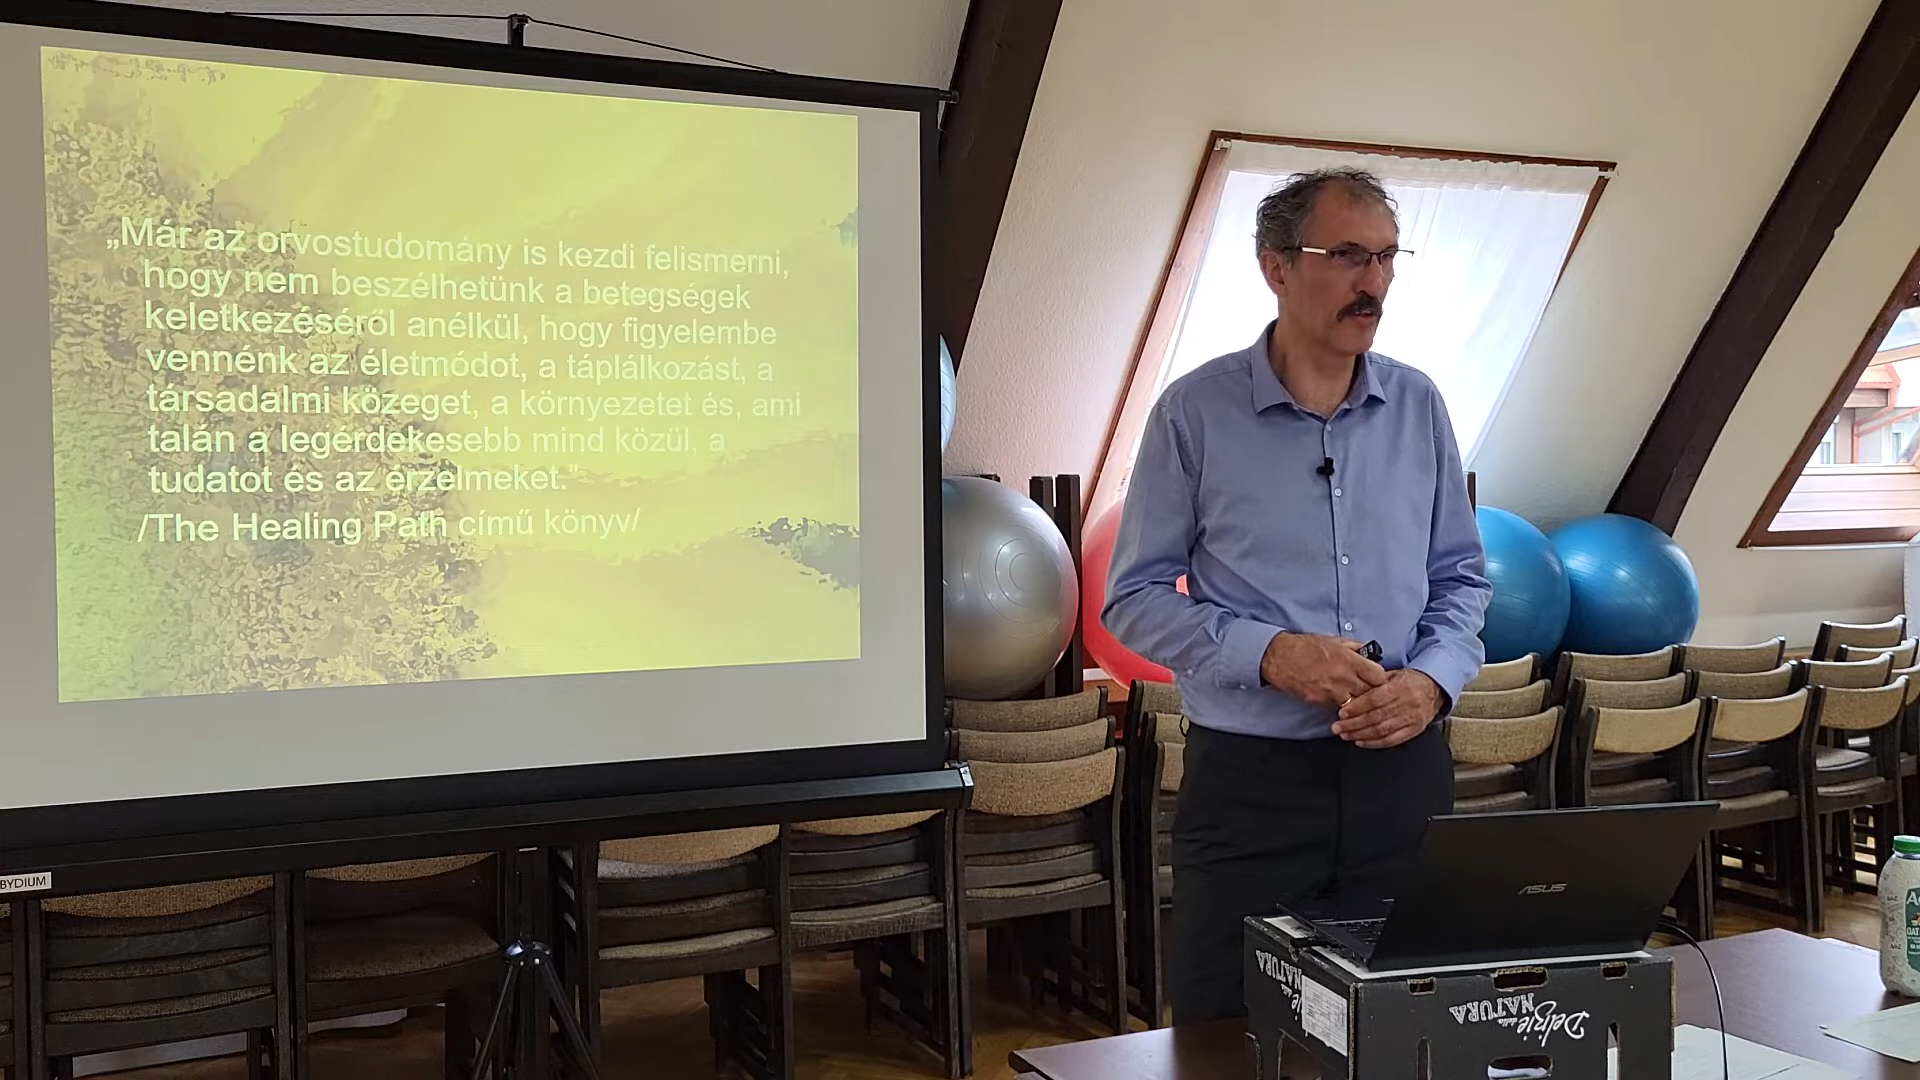 „Már az orvostudomány is kezdi felismerni,
hogy nem beszélhetünk a betegségek
keletkezéséről anélkül, hogy figyelembe
vennénk az életmódot, a táplálkozást, a
társadalmi közeget, a környezetet és, ami
talán a legérdekesebb mind közül, a
tudatot és az érzelmeket.”
/The Healing Path című könyv/
BYDIUM
ASUS
Delizie
NATURA
NATURA